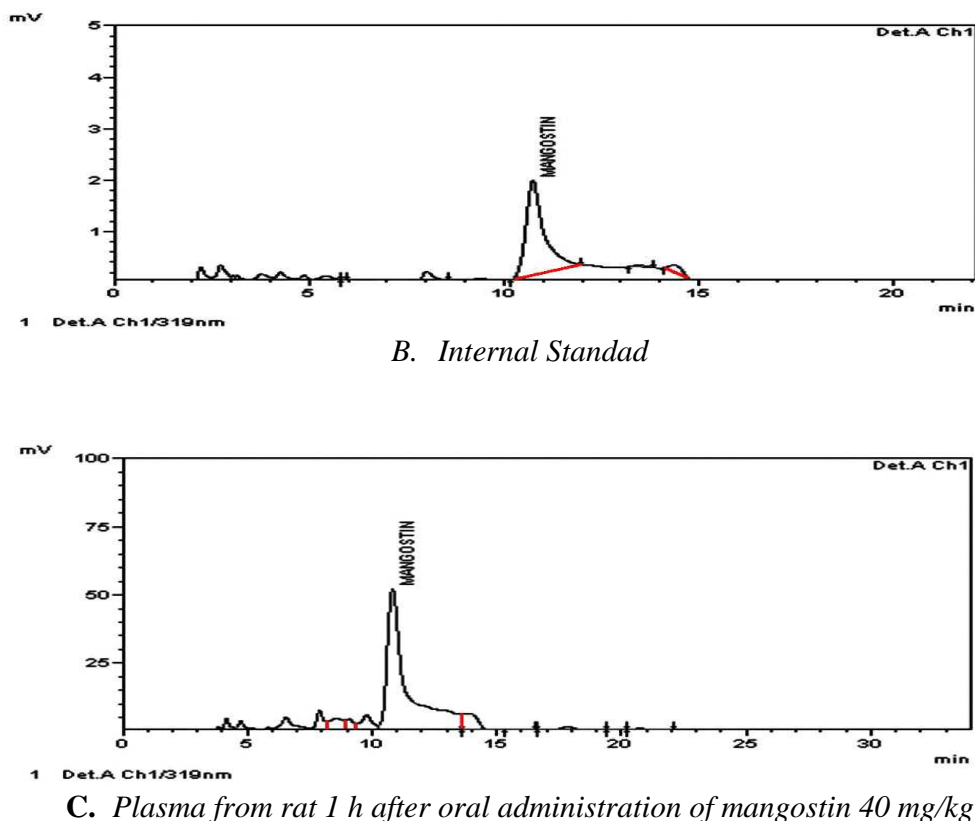 mV
5
Det.A Ch1
4
3
MANGOSTIN
2
1
0 5 10 15 20
min
1 Det.A Ch1/319nm
B. Internal Standad
mV
100
Det.A Ch1
75
MANGOSTIN
50
25
0 5 10 15 20 25 30
min
1 Det.A Ch1/319nm
C. Plasma from rat 1 h after oral administration of mangostin 40 mg/kg